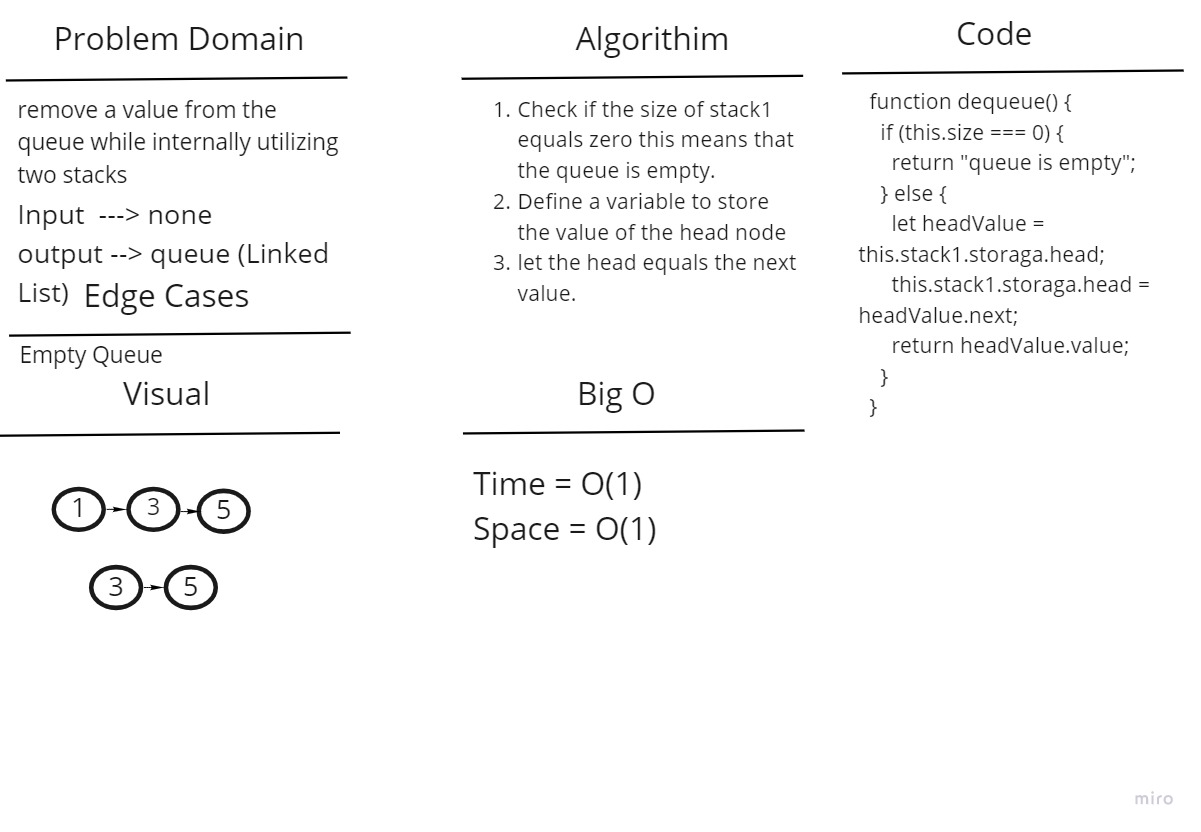 Problem Domain
remove a value from the
queue while internally utilizing
two stacks
Input ---> none
output --> queue (Linked
List)
Edge Cases
Empty Queue
Visual
1
3
5
3
5
Algorithim
1. Check if the size of stack1
equals zero this means that
the queue is empty.
2. Define a variable to store
the value of the head node
3. let the head equals the next
value.
Big O
Time = O(1)
Space = O(1)
Code
function dequeue() {
if (this.size === 0) {
return "queue is empty";
} else {
let headValue =
this.stack1.storaga.head;
this.stack1.storaga.head =
headValue.next;
return headValue.value;
}
}
miro